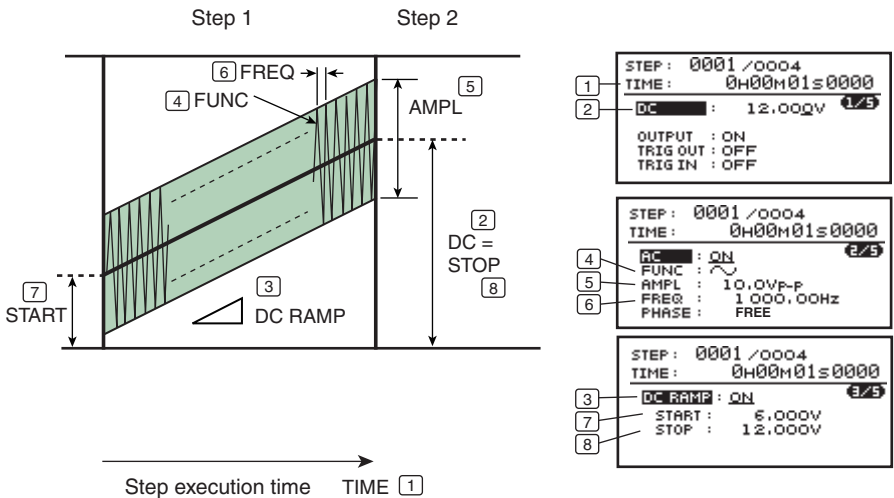 Step 1
Step 2
6 FREQ
4 FUNC
5
AMPL
7
START
3
DC RAMP
2
DC =
STOP
8
Step execution time TIME 1
1
2
STEP : 0001 /0004
TIME : 0H00M01S0000
DC : 12.000V 1/5
OUTPUT : ON
TRIG OUT : OFF
TRIG IN : OFF
4
5
6
STEP : 0001 /0004
TIME : 0H00M01S0000
AC : ON 2/5
FUNC :
AMPL : 10.0Vp-p
FREQ : 1000.00Hz
PHASE : FREE
3
7
8
STEP : 0001 /0004
TIME : 0H00M01S0000
DC RAMP : ON 3/5
START : 6.000V
STOP : 12.000V